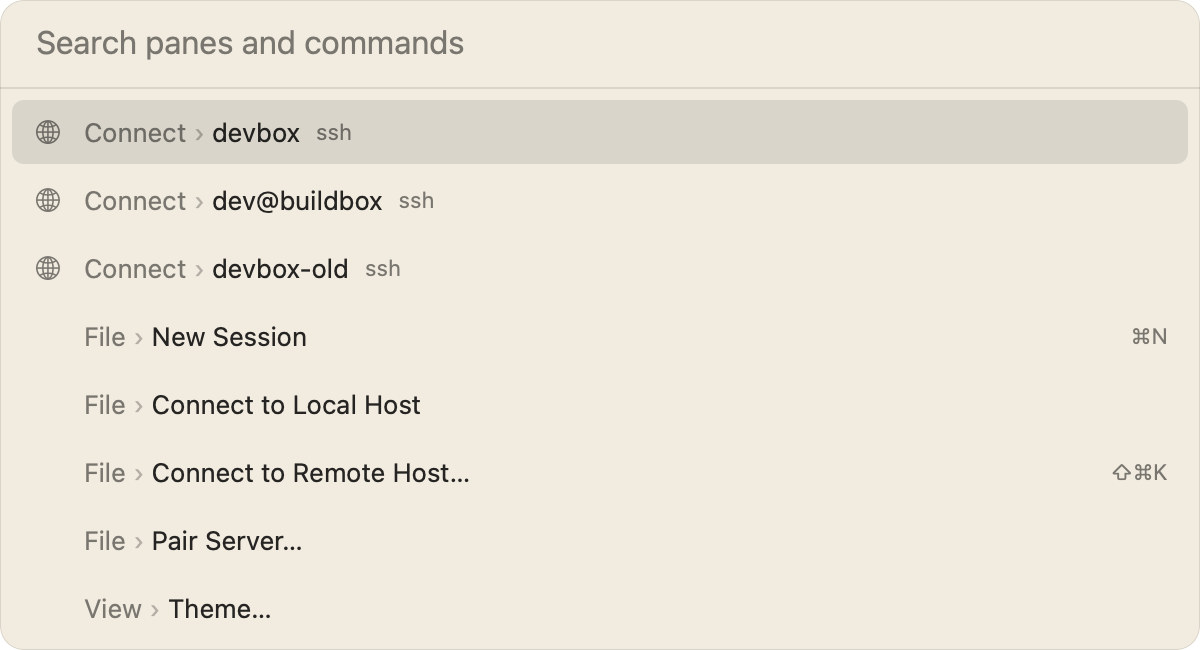 Search panes and commands
Connect › devbox ssh
Connect › dev@buildbox ssh
Connect › devbox-old ssh
File › New Session ⌘N
File › Connect to Local Host
File › Connect to Remote Host... ⇧⌘K
File › Pair Server...
View › Theme...